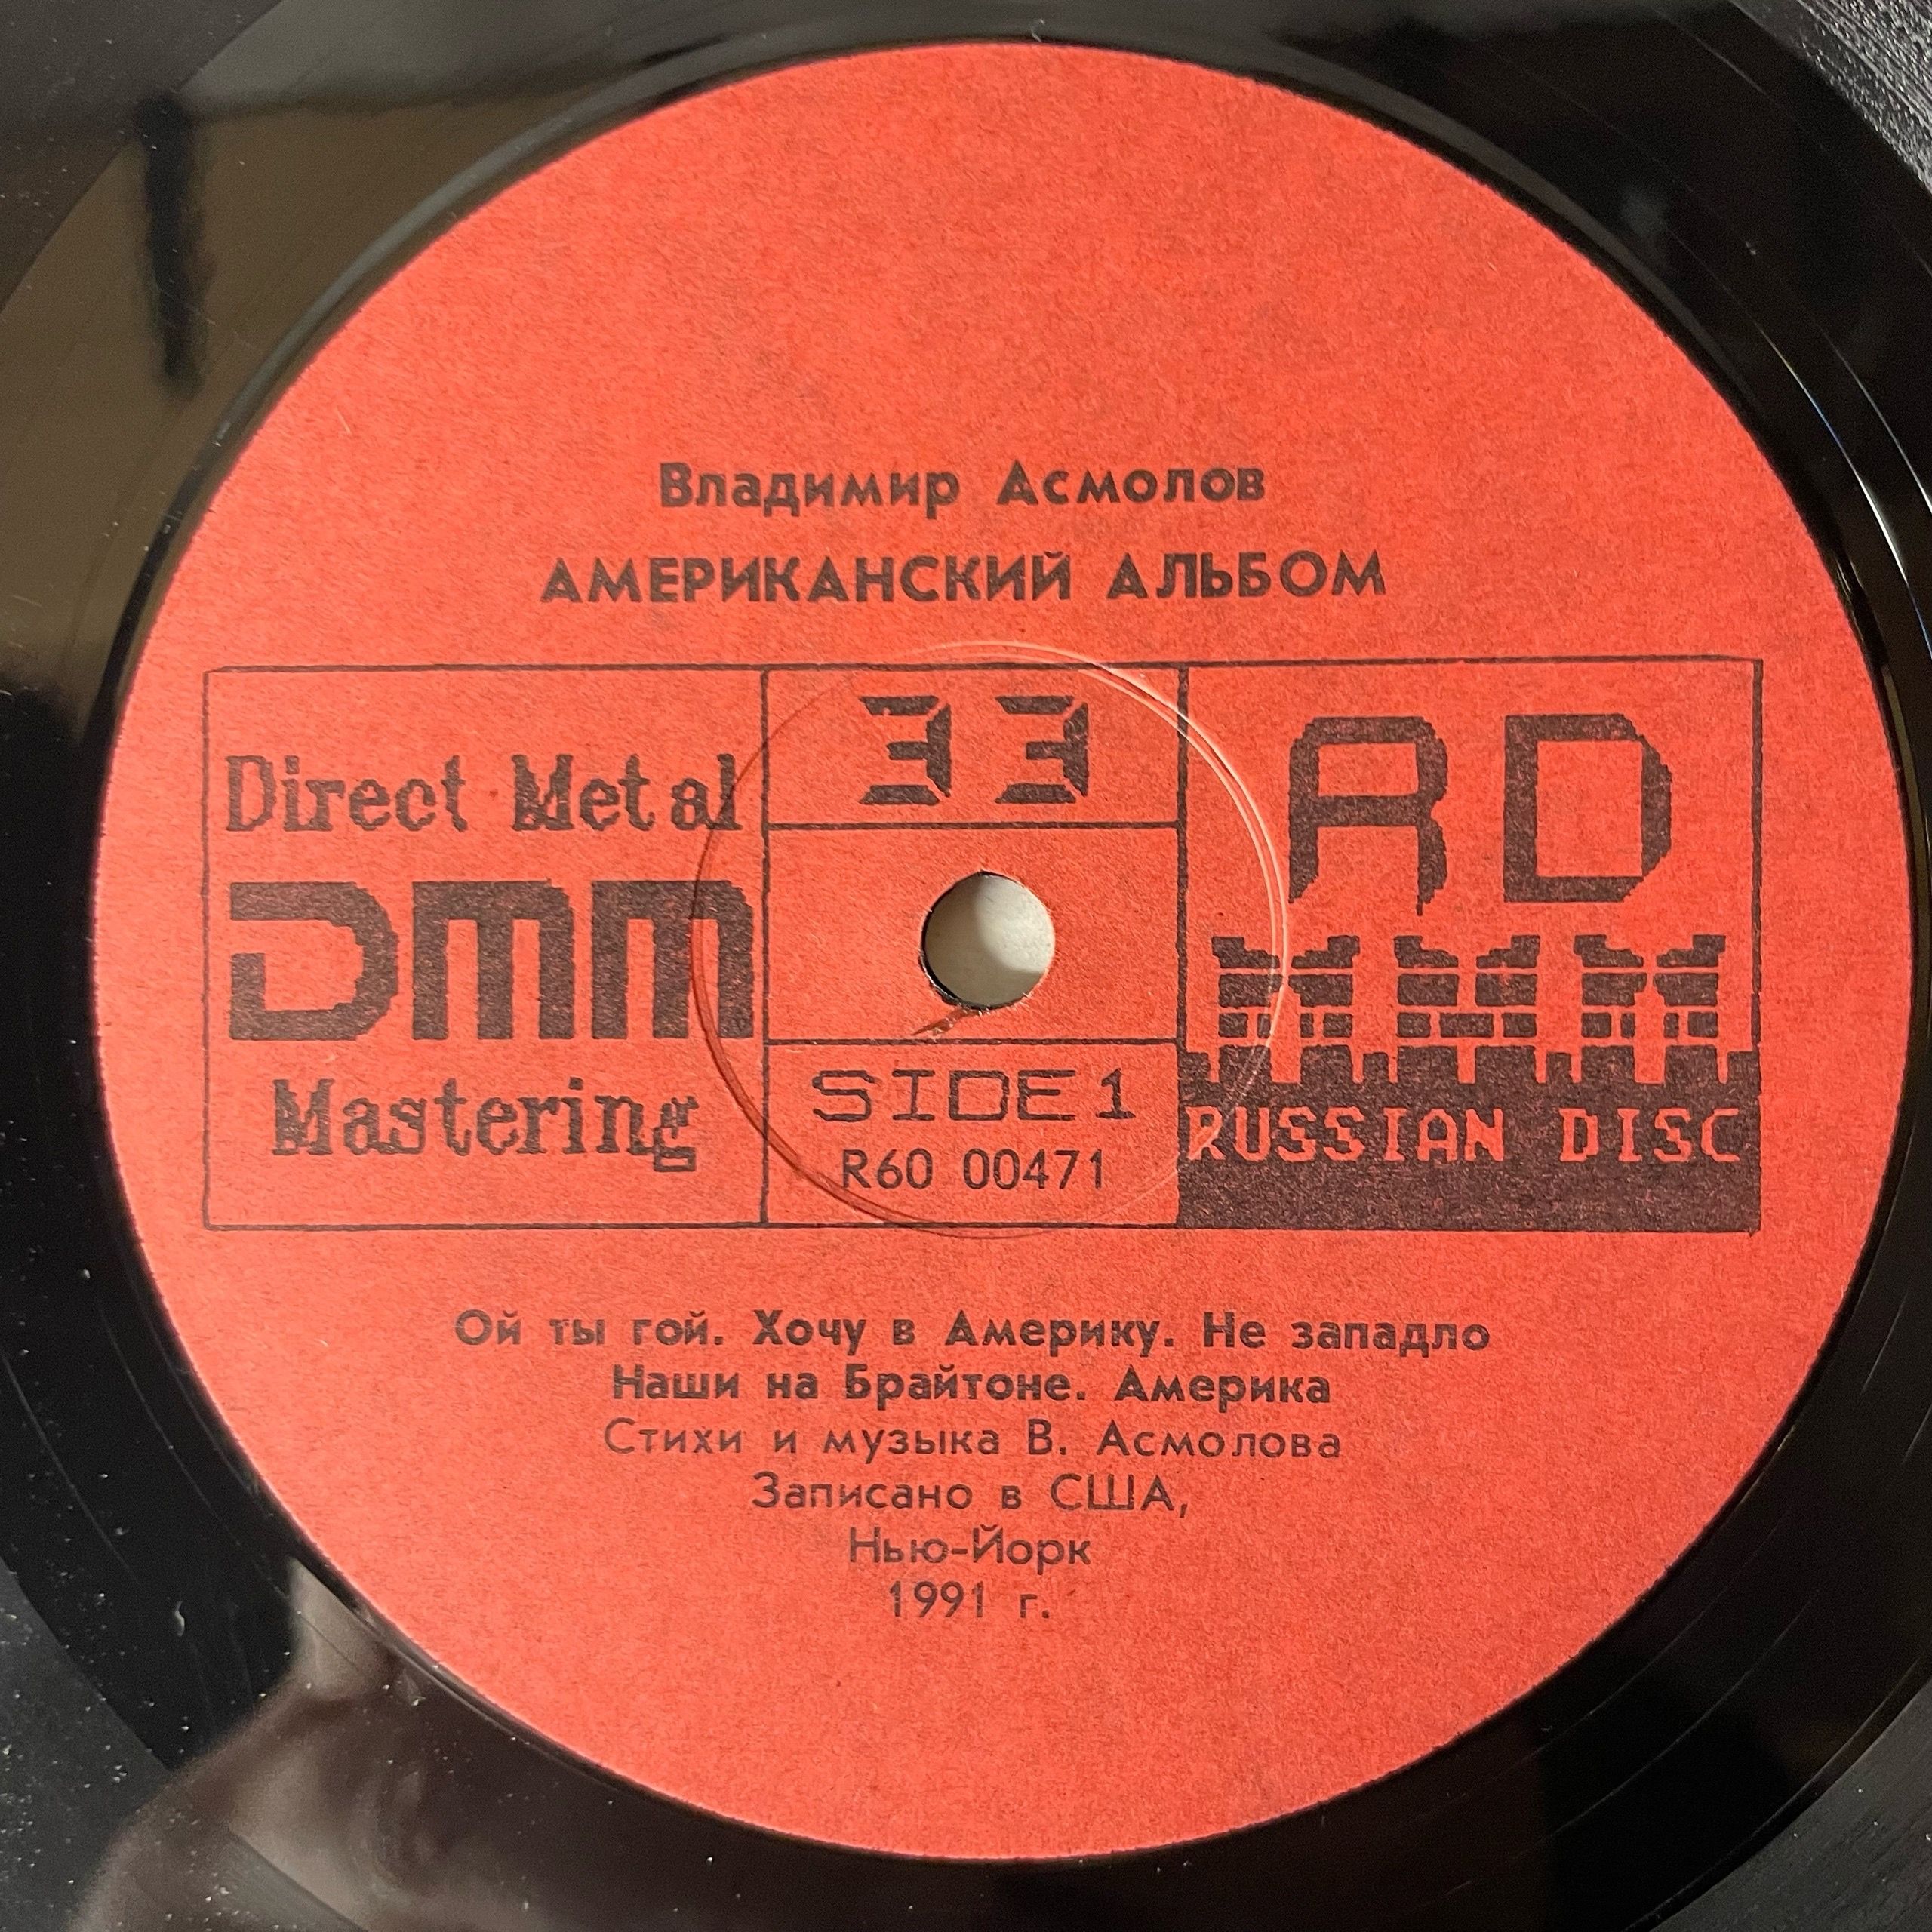 Владимир Асмолов
АМЕРИКАНСКИЙ АЛЬБОМ
Direct Metal
DMM
Mastering
33
SIDE 1
R60 00471
RD
RUSSIAN DISC
Ой ты гой. Хочу в Америку. Не западло
Наши на Брайтоне. Америка
Стихи и музыка В. Асмолова
Записано в США,
Нью-Йорк
1991 г.